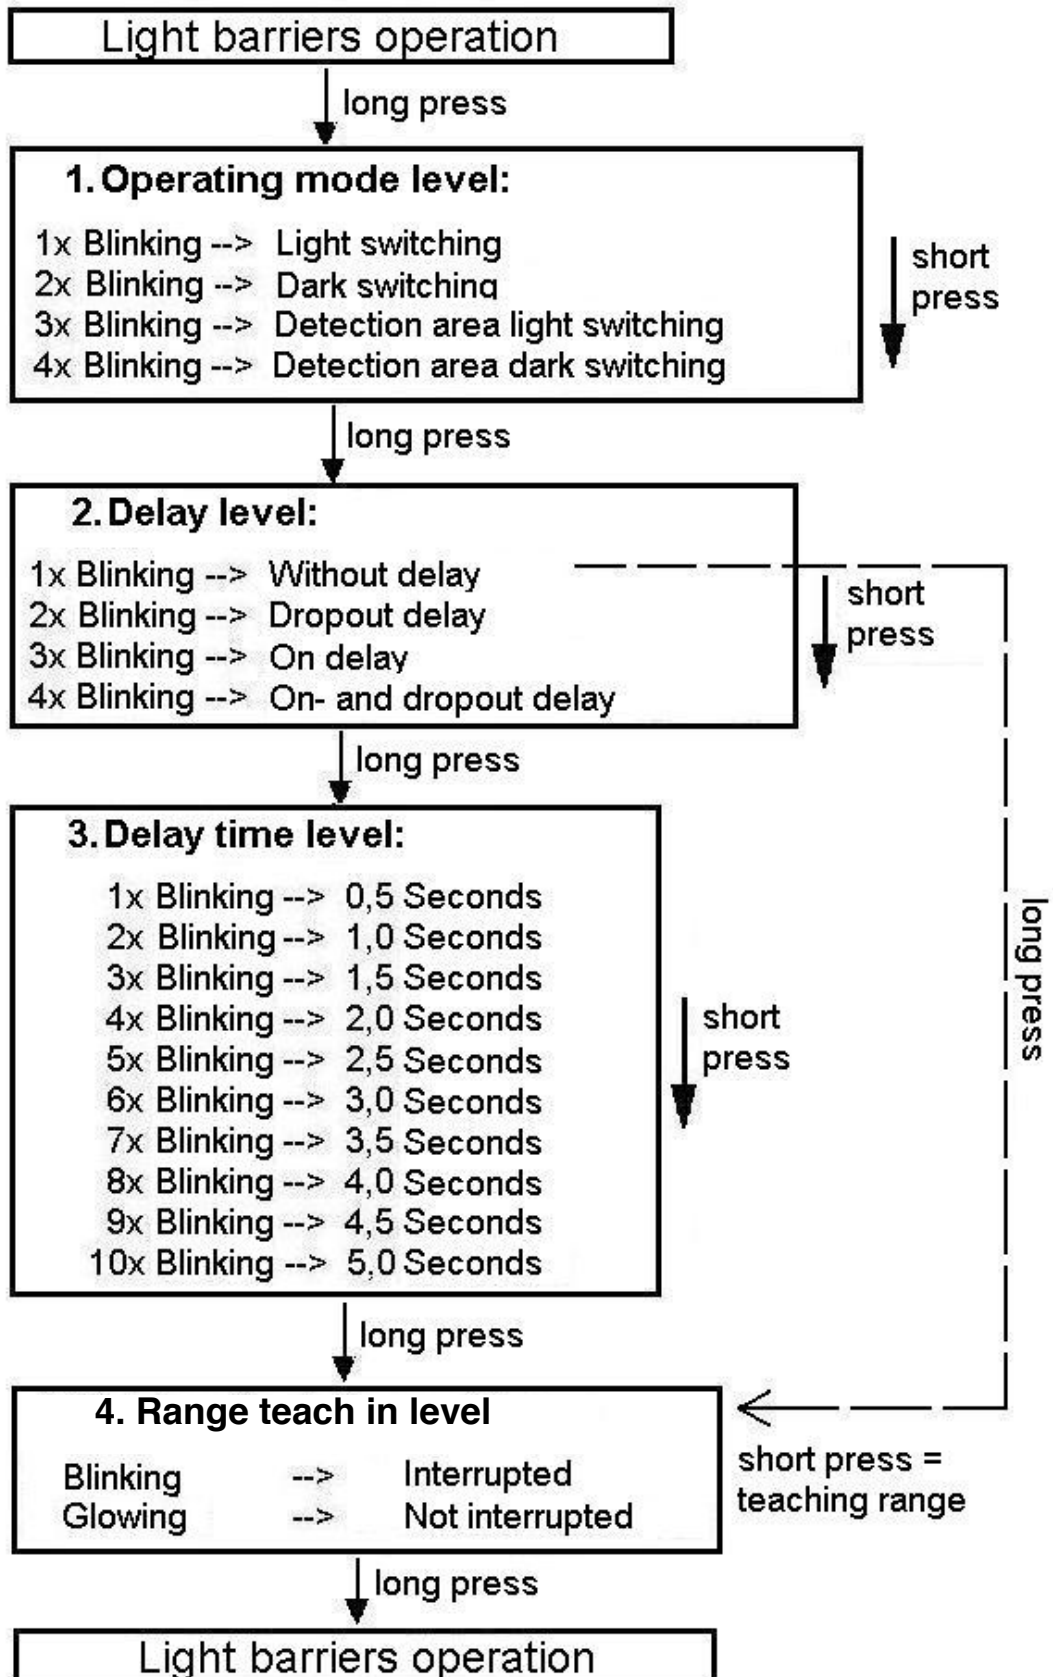 Light barriers operation
long press
1. Operating mode level:
1x Blinking --> Light switching
2x Blinking --> Dark switching
3x Blinking --> Detection area light switching
4x Blinking --> Detection area dark switching
short
press
long press
2. Delay level:
1x Blinking --> Without delay
2x Blinking --> Dropout delay
3x Blinking --> On delay
4x Blinking --> On- and dropout delay
short
press
long press
3. Delay time level:
1x Blinking --> 0,5 Seconds
2x Blinking --> 1,0 Seconds
3x Blinking --> 1,5 Seconds
4x Blinking --> 2,0 Seconds
5x Blinking --> 2,5 Seconds
6x Blinking --> 3,0 Seconds
7x Blinking --> 3,5 Seconds
8x Blinking --> 4,0 Seconds
9x Blinking --> 4,5 Seconds
10x Blinking --> 5,0 Seconds
short
press
long press
long press
4. Range teach in level
Blinking --> Interrupted
Glowing --> Not interrupted
short press =
teaching range
long press
Light barriers operation